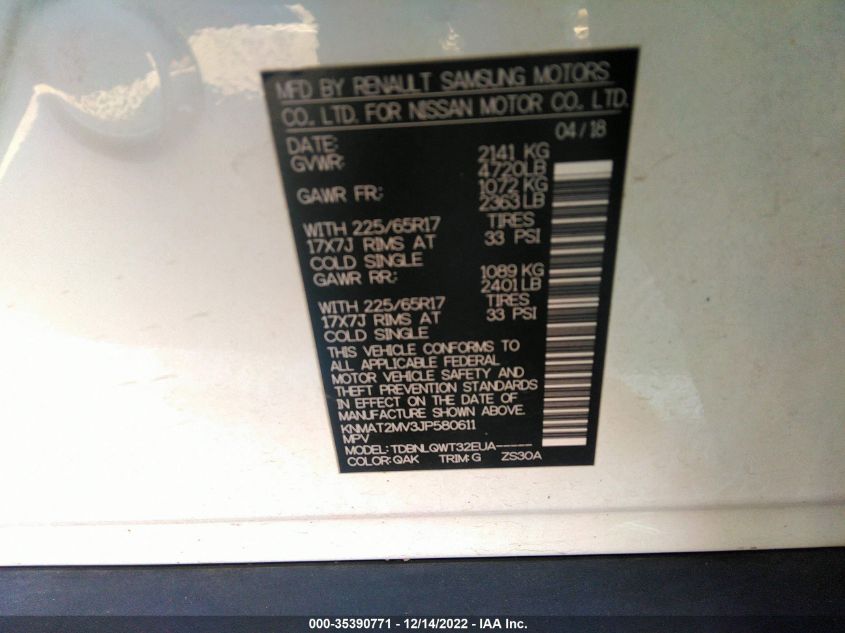 MFD BY RENAULT SAMSUNG MOTORS
CO., LTD. FOR NISSAN MOTOR CO., LTD.
04/18
DATE:
GVWR: 2141 KG
4720LB
GAWR FR: 1072 KG
2363 LB
WITH 225/65R17 TIRES
17X7J RIMS AT 33 PSI
COLD SINGLE
GAWR RR: 1089 KG
2401 LB
WITH 225/65R17 TIRES
17X7J RIMS AT 33 PSI
COLD SINGLE
THIS VEHICLE CONFORMS TO
ALL APPLICABLE FEDERAL
MOTOR VEHICLE SAFETY AND
THEFT PREVENTION STANDARDS
IN EFFECT ON THE DATE OF
MANUFACTURE SHOWN ABOVE.
KNMAT2MV3JP580611
MPV
MODEL: TDBNLQWT32EUA-----
COLOR: QAK TRIM: G ZS30A
000-35390771 - 12/14/2022 - IAA Inc.